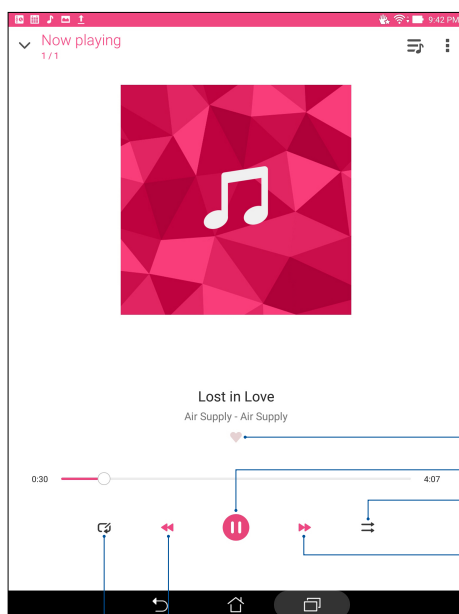 9:42 PM
Now playing
1/1
Lost in Love
Air Supply - Air Supply
0:30
4:07